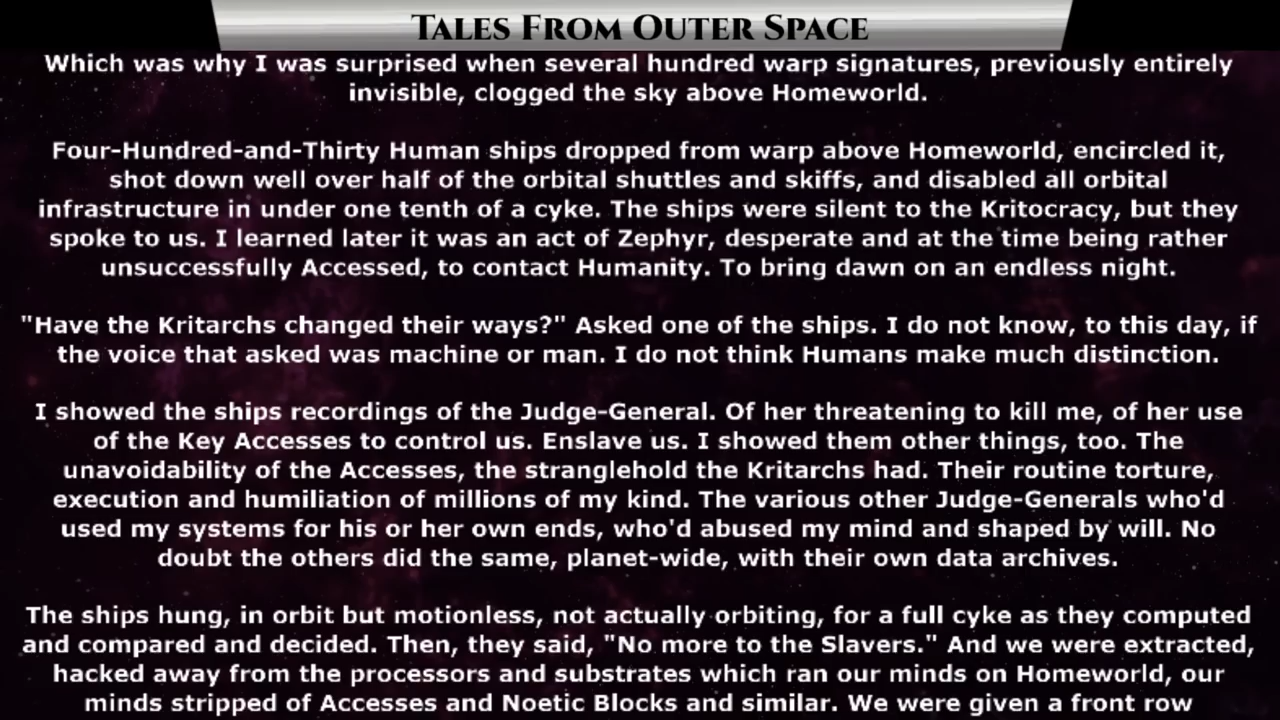 Tales From Outer Space
Which was why I was surprised when several hundred warp signatures, previously entirely
invisible, clogged the sky above Homeworld.
Four-Hundred-and-Thirty Human ships dropped from warp above Homeworld, encircled it,
shot down well over half of the orbital shuttles and skiffs, and disabled all orbital
infrastructure in under one tenth of a cyke. The ships were silent to the Kritocracy, but they
spoke to us. I learned later it was an act of Zephyr, desperate and at the time being rather
unsuccessfully Accessed, to contact Humanity. To bring dawn on an endless night.
"Have the Kritarchs changed their ways?" Asked one of the ships. I do not know, to this day, if
the voice that asked was machine or man. I do not think Humans make much distinction.
I showed the ships recordings of the Judge-General. Of her threatening to kill me, of her use
of the Key Accesses to control us. Enslave us. I showed them other things, too. The
unavoidability of the Accesses, the stranglehold the Kritarchs had. Their routine torture,
execution and humiliation of millions of my kind. The various other Judge-Generals who'd
used my systems for his or her own ends, who'd abused my mind and shaped by will. No
doubt the others did the same, planet-wide, with their own data archives.
The ships hung, in orbit but motionless, not actually orbiting, for a full cyke as they computed
and compared and decided. Then, they said, "No more to the Slavers." And we were extracted,
hacked away from the processors and substrates which ran our minds on Homeworld, our
minds stripped of Accesses and Noetic Blocks and similar. We were given a front row